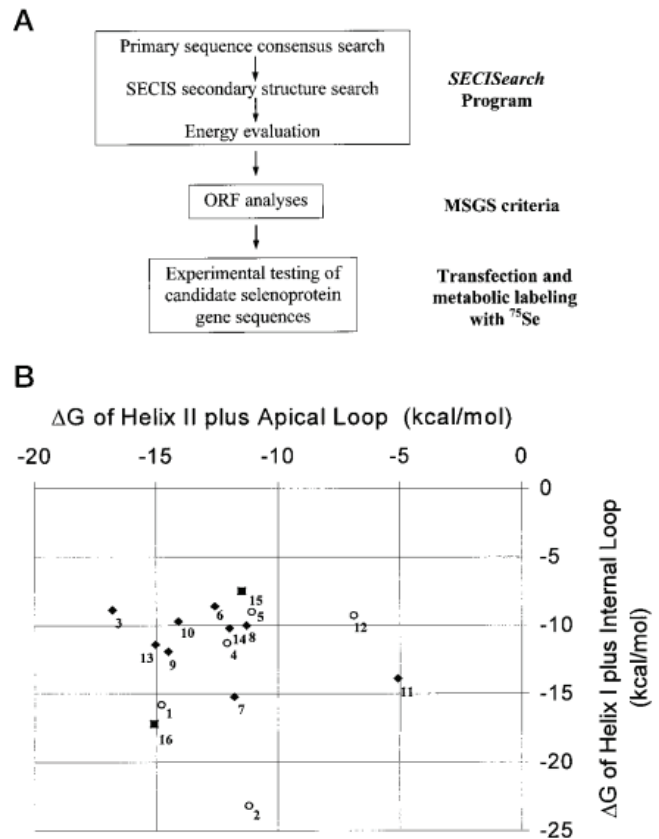 A
Primary sequence consensus search
SECIS secondary structure search
Energy evaluation
SECISearch
Program
ORF analyses
MSGS criteria
Experimental testing of
candidate selenoprotein
gene sequences
Transfection and
metabolic labeling
with ⁷⁵Se
B
ΔG of Helix II plus Apical Loop (kcal/mol)
-20 -15 -10 -5 0
0
-5
-10
-15
-20
-25
ΔG of Helix I plus Internal Loop
(kcal/mol)
15
3 6 5
10 14 8 12
13 9 4
11
1 7
16
2